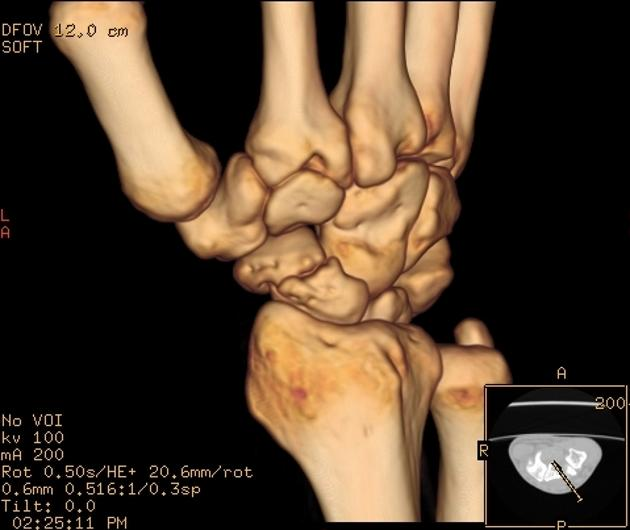 DFOV 12.0 cm
SOFT
L
A
A
200
R
No VOI
kv 100
mA 200
Rot 0.50s/HE+ 20.6mm/rot
0.6mm 0.516:1/0.3sp
Tilt: 0.0
02:25:11 PM
P